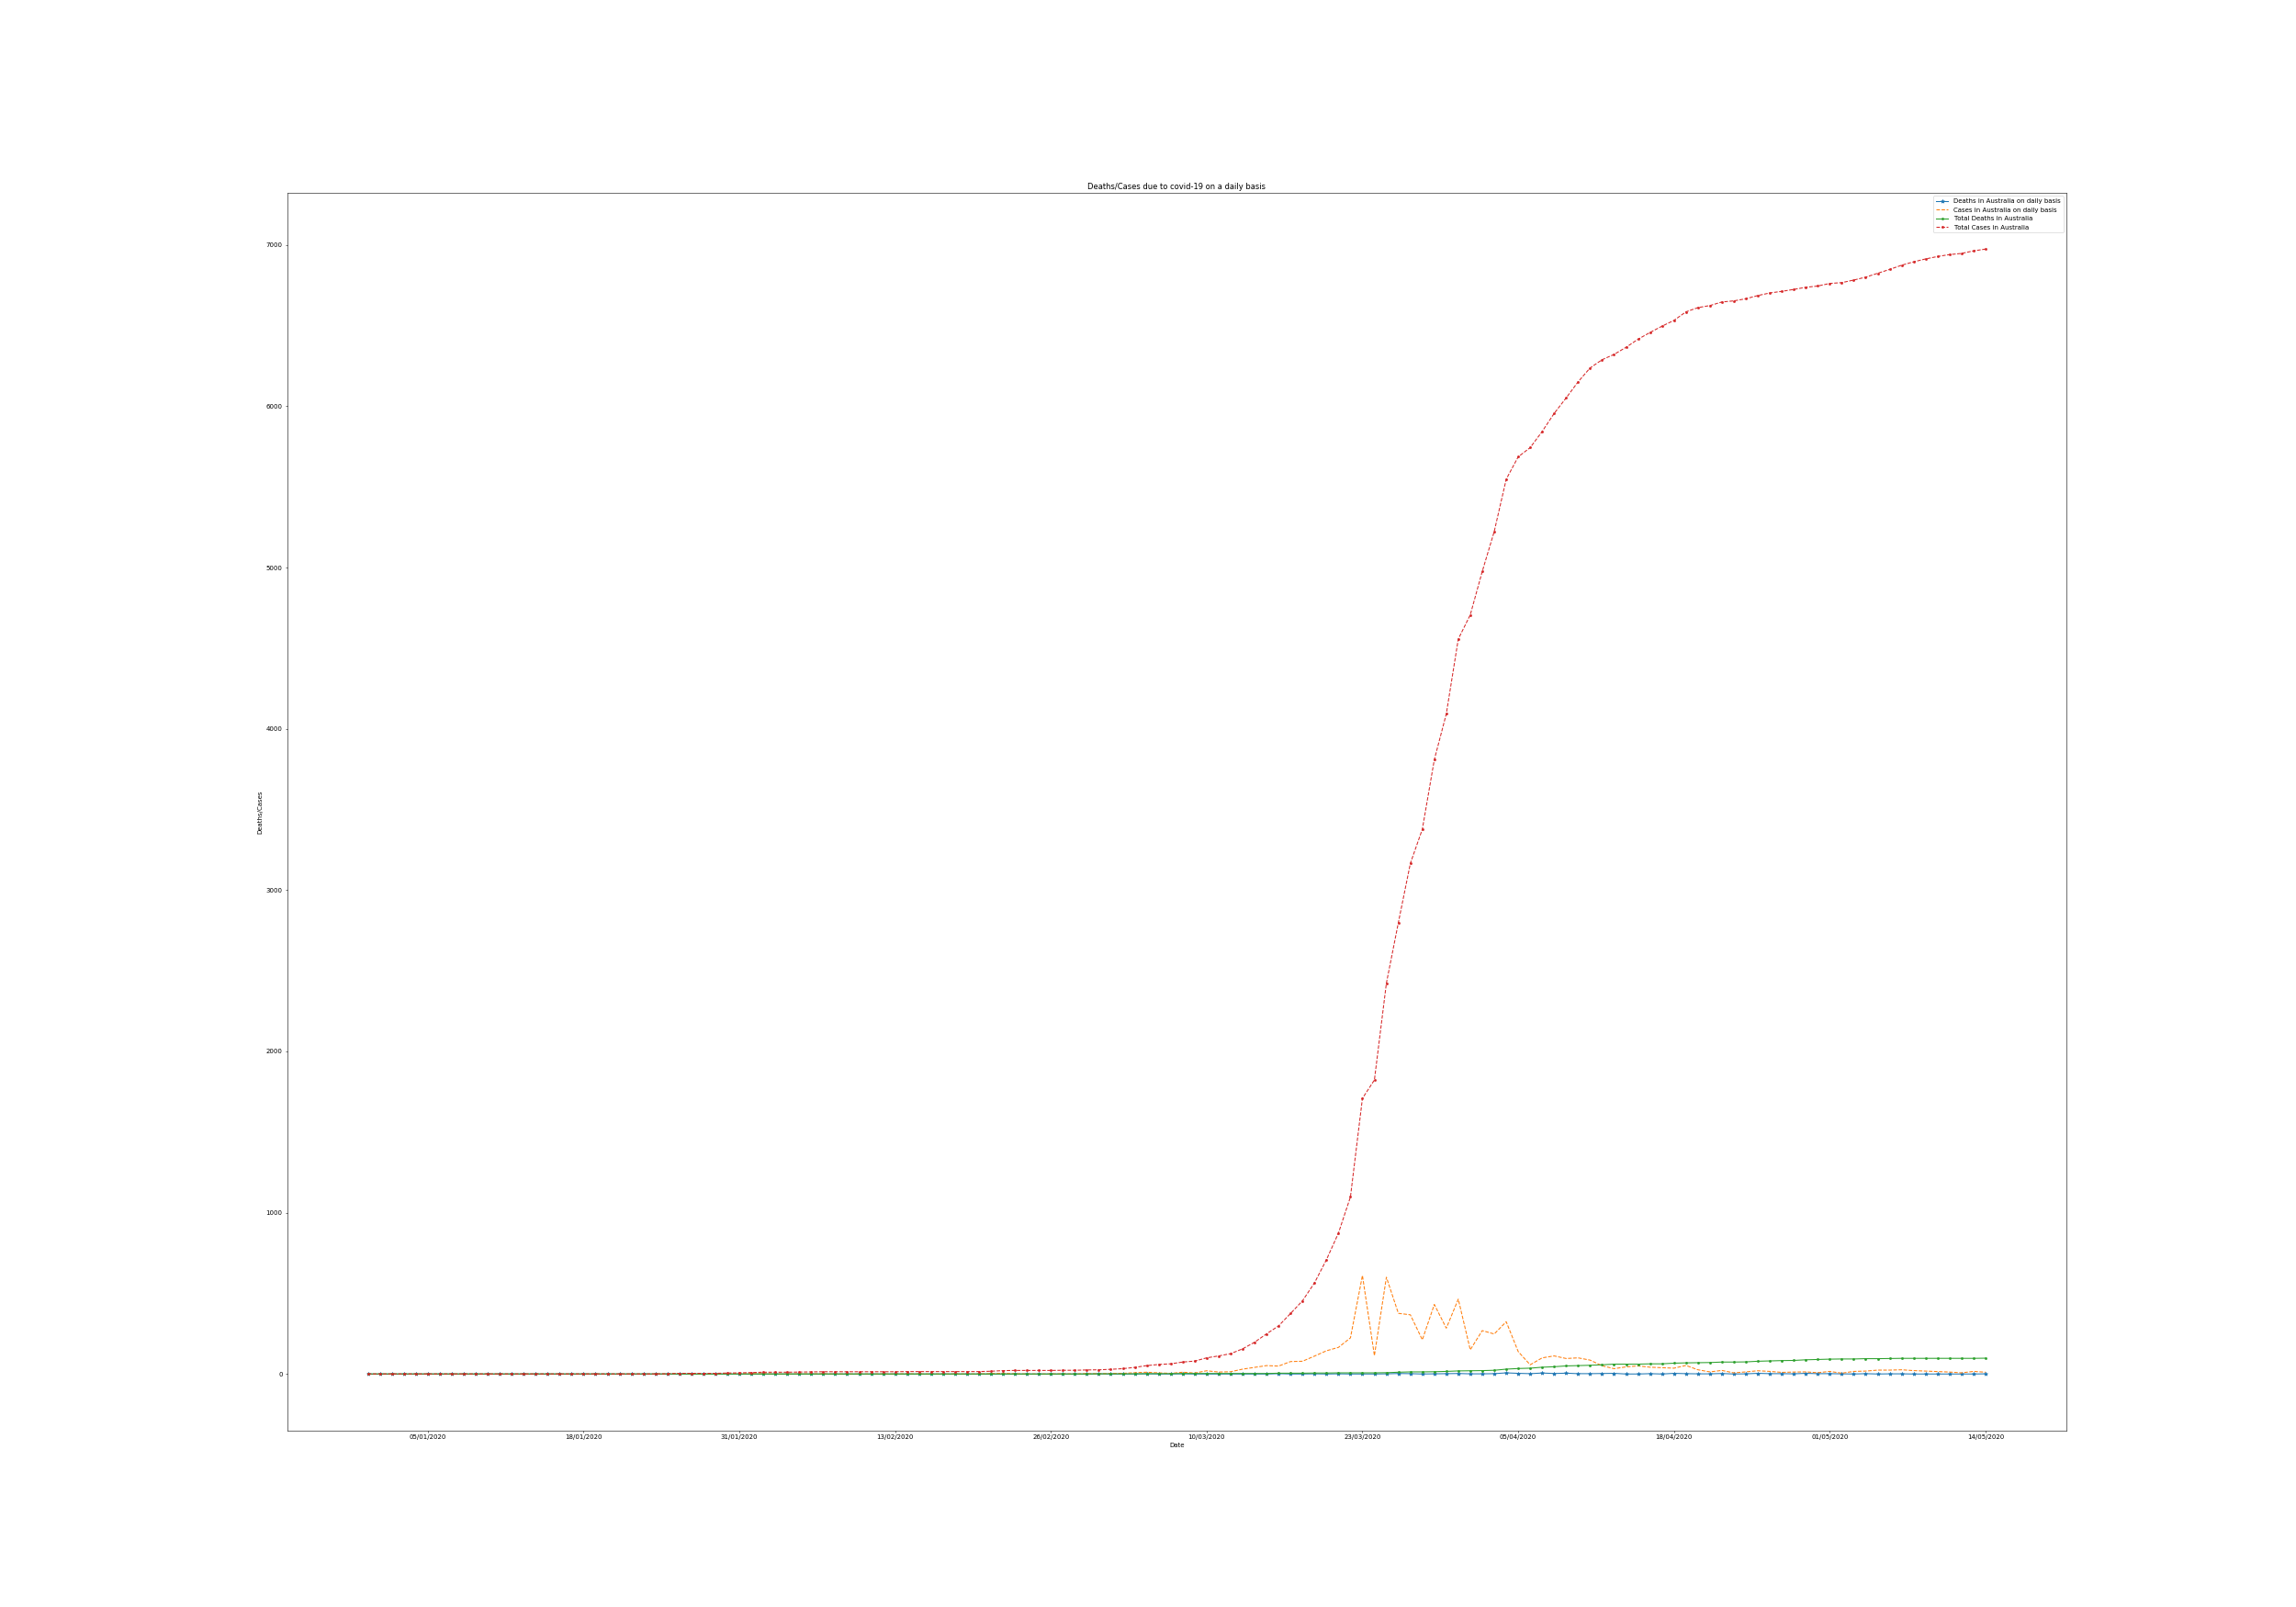 Deaths/Cases due to covid-19 on a daily basis
Deaths in Australia on daily basis
Cases in Australia on daily basis
Total Deaths in Australia
Total Cases in Australia
7000
6000
5000
4000
3000
2000
1000
0
Deaths/Cases
05/01/2020 18/01/2020 31/01/2020 13/02/2020 26/02/2020 10/03/2020 23/03/2020 05/04/2020 18/04/2020 01/05/2020 14/05/2020
Date